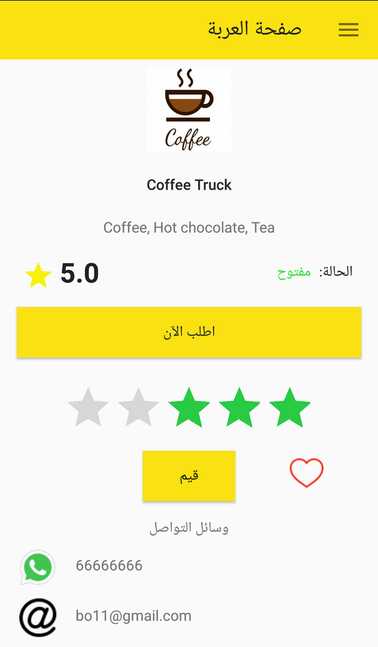 صفحة العربة
Coffee
Coffee Truck
Coffee, Hot chocolate, Tea
الحالة: مفتوح
5.0
اطلب الآن
قيم
وسائل التواصل
66666666
bo11@gmail.com